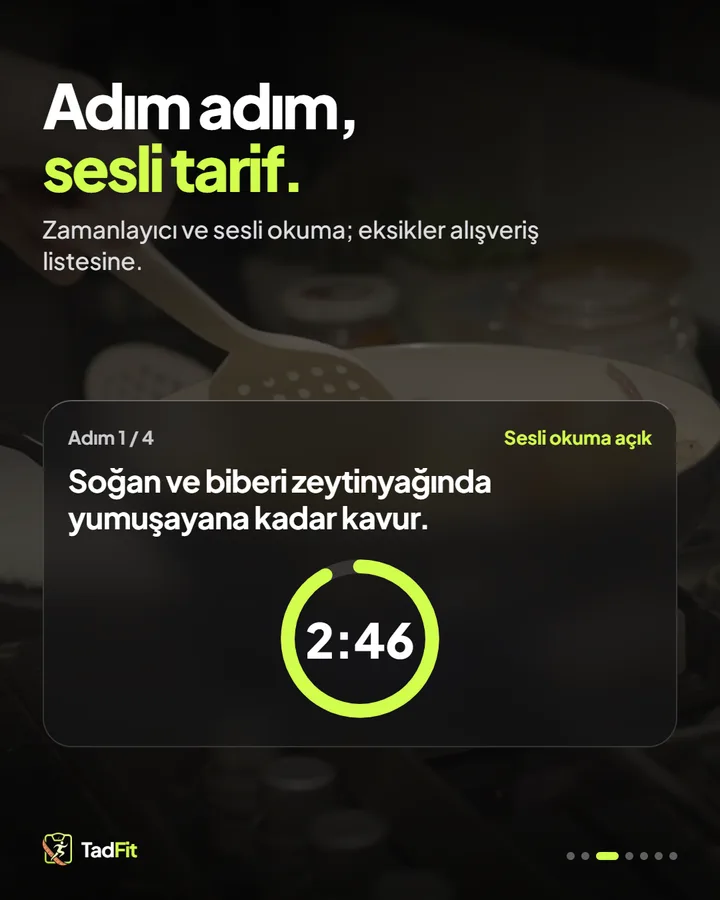 Adım adım,
sesli tarif.
Zamanlayıcı ve sesli okuma; eksikler alışveriş
listesine.
Adım 1 / 4
Sesli okuma açık
Soğan ve biberi zeytinyağında
yumuşayana kadar kavur.
2:46
TadFit